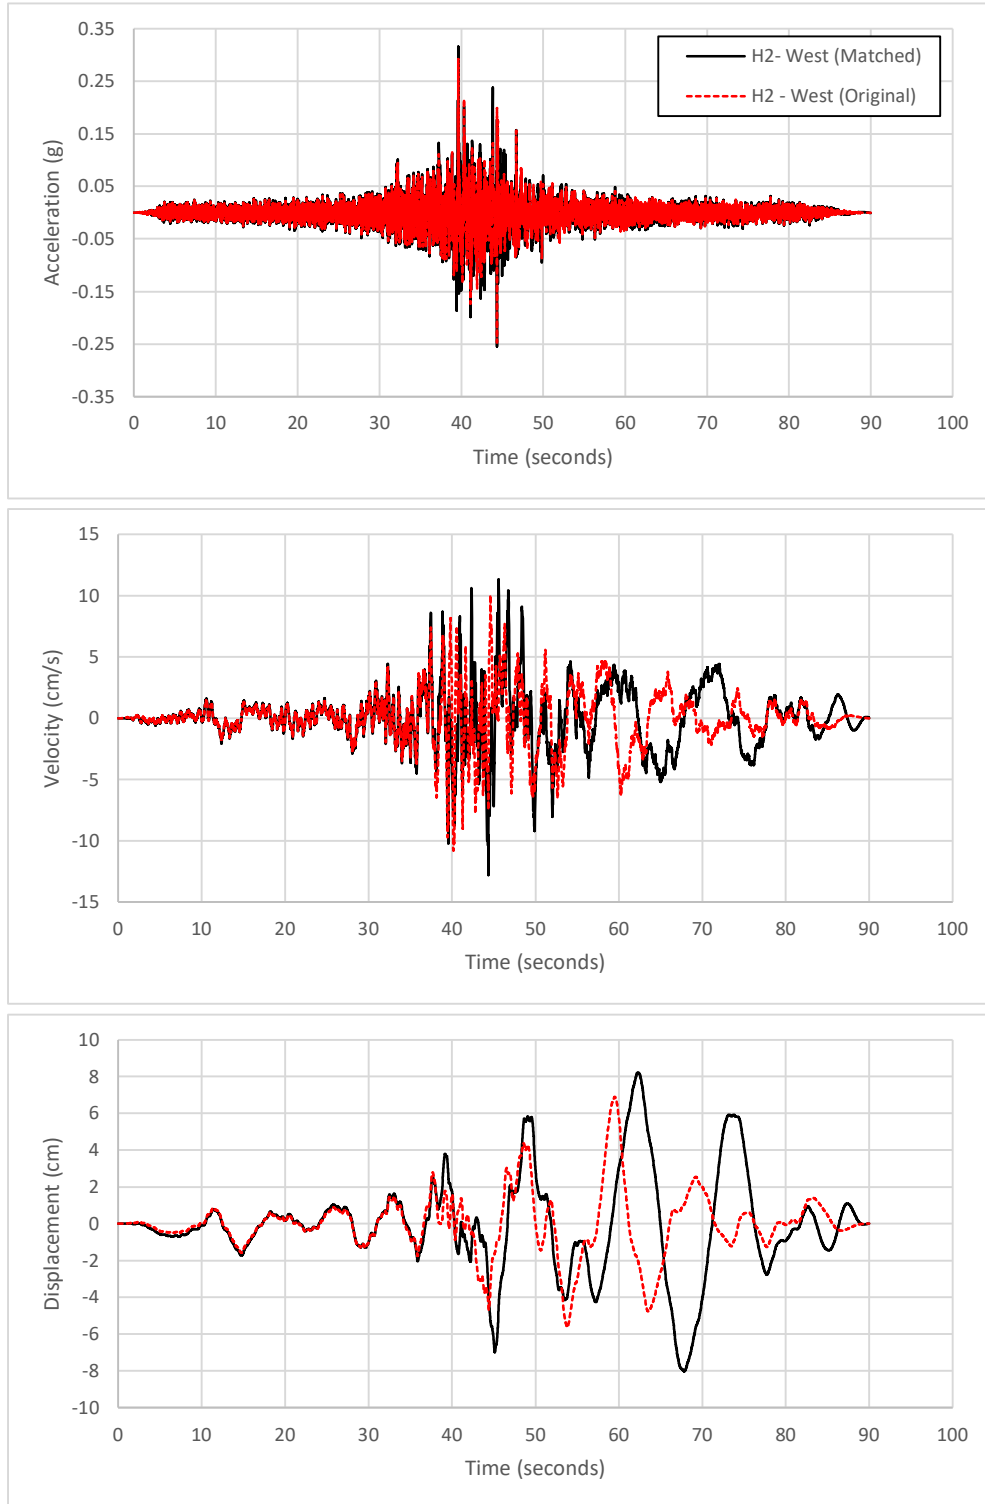 0.35
0.25
0.15
0.05
-0.05
-0.15
-0.25
-0.35
Acceleration (g)
H2- West (Matched)
H2 - West (Original)
0 10 20 30 40 50 60 70 80 90 100
Time (seconds)
15
10
5
0
-5
-10
-15
Velocity (cm/s)
0 10 20 30 40 50 60 70 80 90 100
Time (seconds)
10
8
6
4
2
0
-2
-4
-6
-8
-10
Displacement (cm)
0 10 20 30 40 50 60 70 80 90 100
Time (seconds)